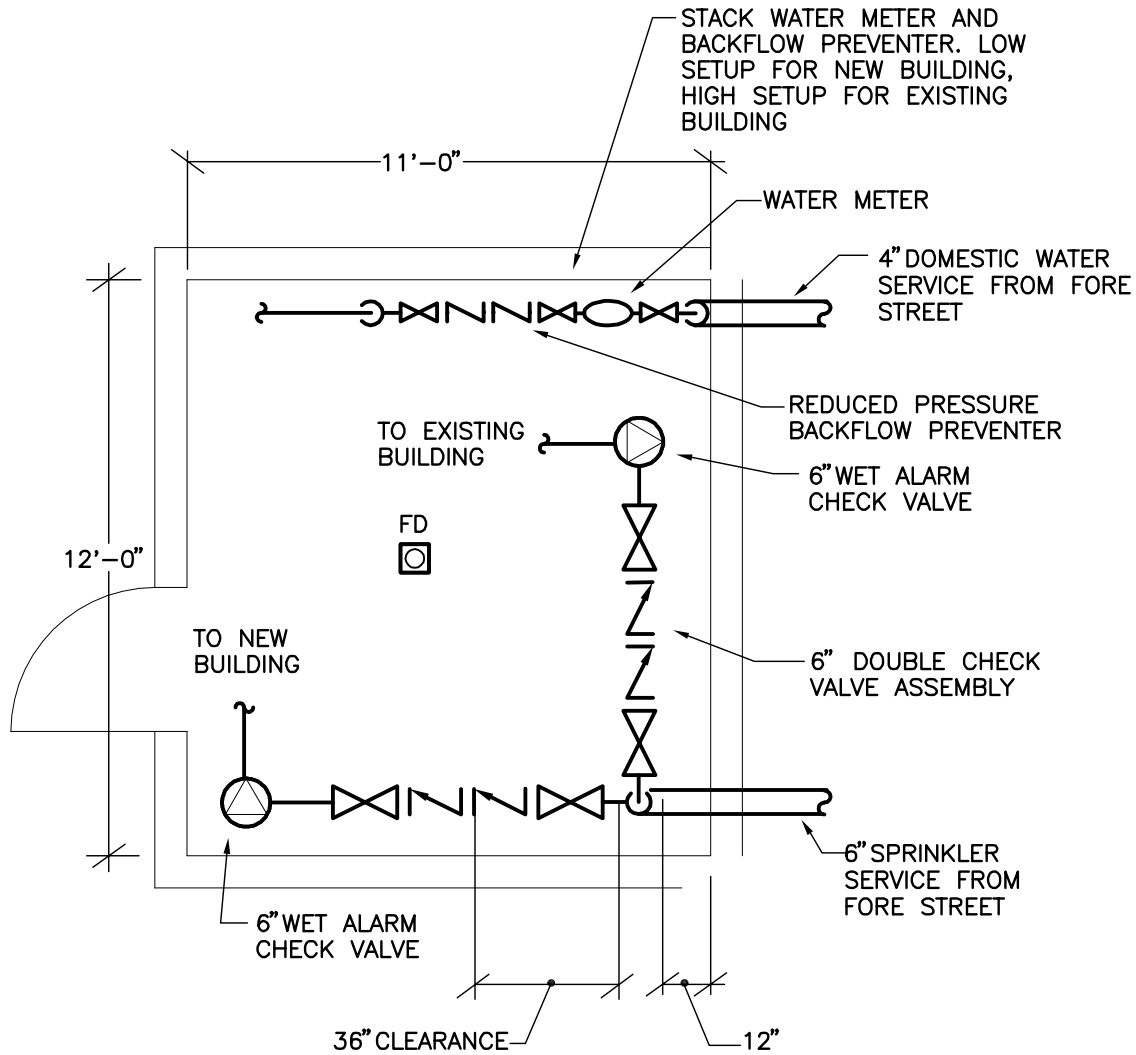 STACK WATER METER AND
BACKFLOW PREVENTER. LOW
SETUP FOR NEW BUILDING,
HIGH SETUP FOR EXISTING
BUILDING
11'-0"
WATER METER
4" DOMESTIC WATER
SERVICE FROM FORE
STREET
REDUCED PRESSURE
BACKFLOW PREVENTER
TO EXISTING
BUILDING
6" WET ALARM
CHECK VALVE
FD
12'-0"
TO NEW
BUILDING
6" DOUBLE CHECK
VALVE ASSEMBLY
6" SPRINKLER
SERVICE FROM
FORE STREET
6" WET ALARM
CHECK VALVE
36" CLEARANCE
12"